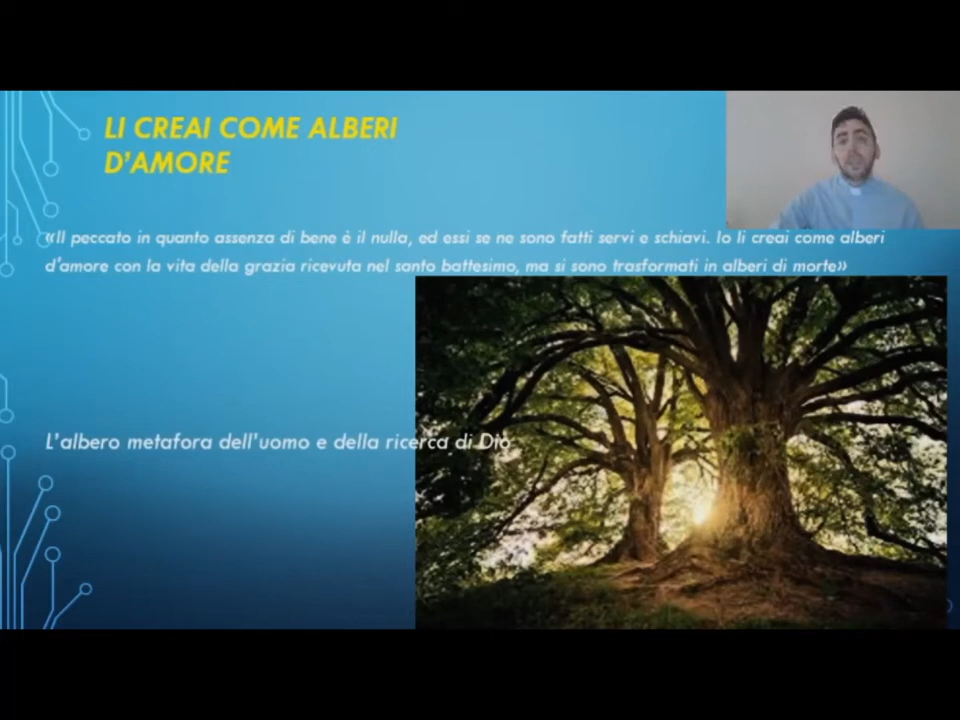 LI CREAI COME ALBERI
D'AMORE
«Il peccato in quanto assenza di bene è il nulla, ed essi se ne sono fatti servi e schiavi. Io li creai come alberi
d'amore con la vita della grazia ricevuta nel santo battesimo, ma si sono trasformati in alberi di morte»
L'albero metafora dell'uomo e della ricerca di Dio